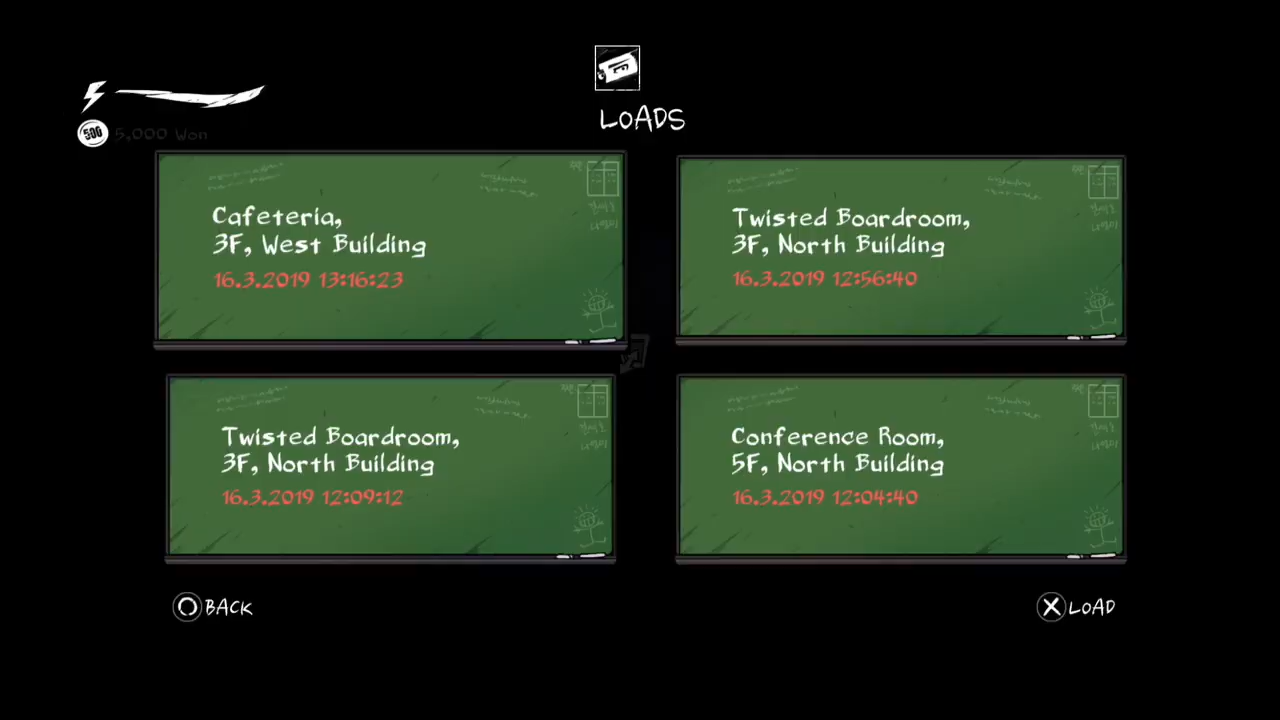 LOADS
500
5,000 Won
Cafeteria,
3F, West Building
16.3.2019 13:16:23
Twisted Boardroom,
3F, North Building
16.3.2019 12:56:40
Twisted Boardroom,
3F, North Building
16.3.2019 12:09:12
Conference Room,
5F, North Building
16.3.2019 12:04:40
BACK
LOAD